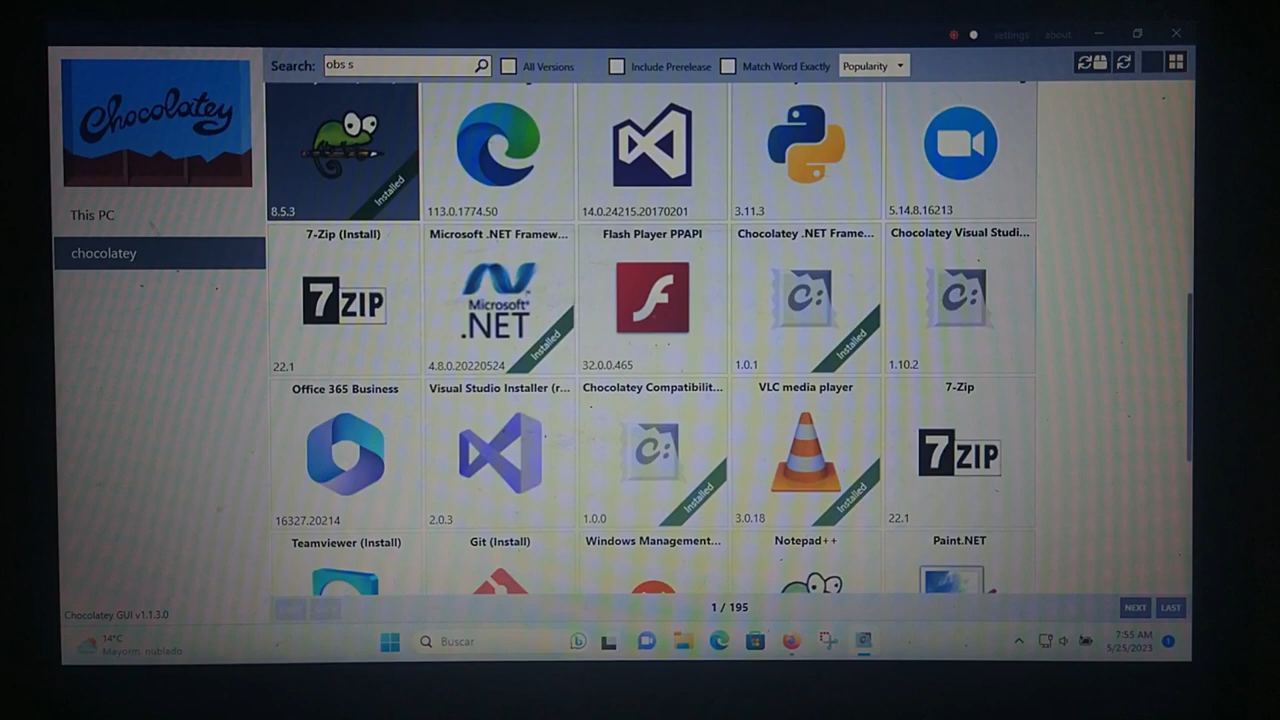 settings about
Search: obs s All Versions Include Prerelease Match Word Exactly Popularity
Chocolatey
This PC
chocolatey
8.5.3 Installed
113.0.1774.50
14.0.24215.20170201
3.11.3
5.14.8.16213
7-Zip (Install) Microsoft .NET Framew... Flash Player PPAPI Chocolatey .NET Frame... Chocolatey Visual Studi...
7 ZIP
Microsoft®
.NET
Installed
c:
Installed
c:
22.1 4.8.0.20220524 32.0.0.465 1.0.1 1.10.2
Office 365 Business Visual Studio Installer (r... Chocolatey Compatibilit... VLC media player 7-Zip
c:
Installed
Installed
7 ZIP
16327.20214 2.0.3 1.0.0 3.0.18 22.1
Teamviewer (Install) Git (Install) Windows Management... Notepad++ Paint.NET
Chocolatey GUI v1.1.3.0
1 / 195 NEXT LAST
14°C
Mayorm. nublado
Buscar
7:55 AM
5/25/2023
1